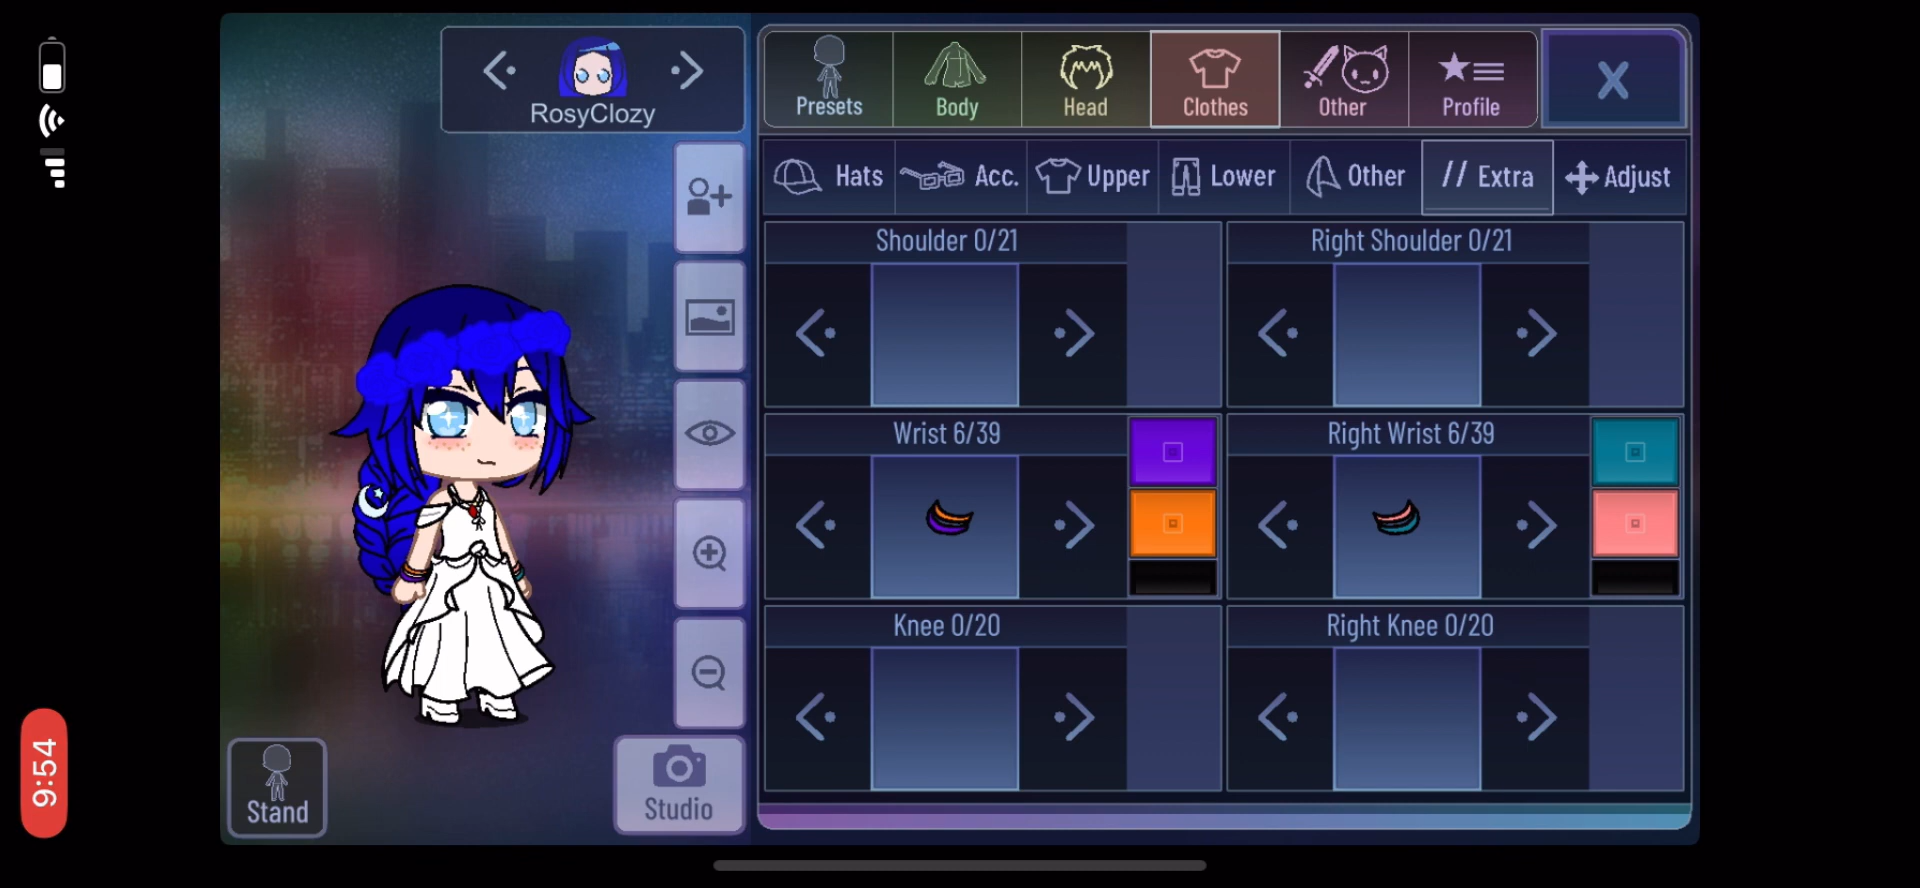 9:54
RosyClozy
Presets
Body
Head
Clothes
Other
Profile
X
Hats
Acc.
Upper
Lower
Other
// Extra
Adjust
Shoulder 0/21
Right Shoulder 0/21
Wrist 6/39
Right Wrist 6/39
Knee 0/20
Right Knee 0/20
Stand
Studio